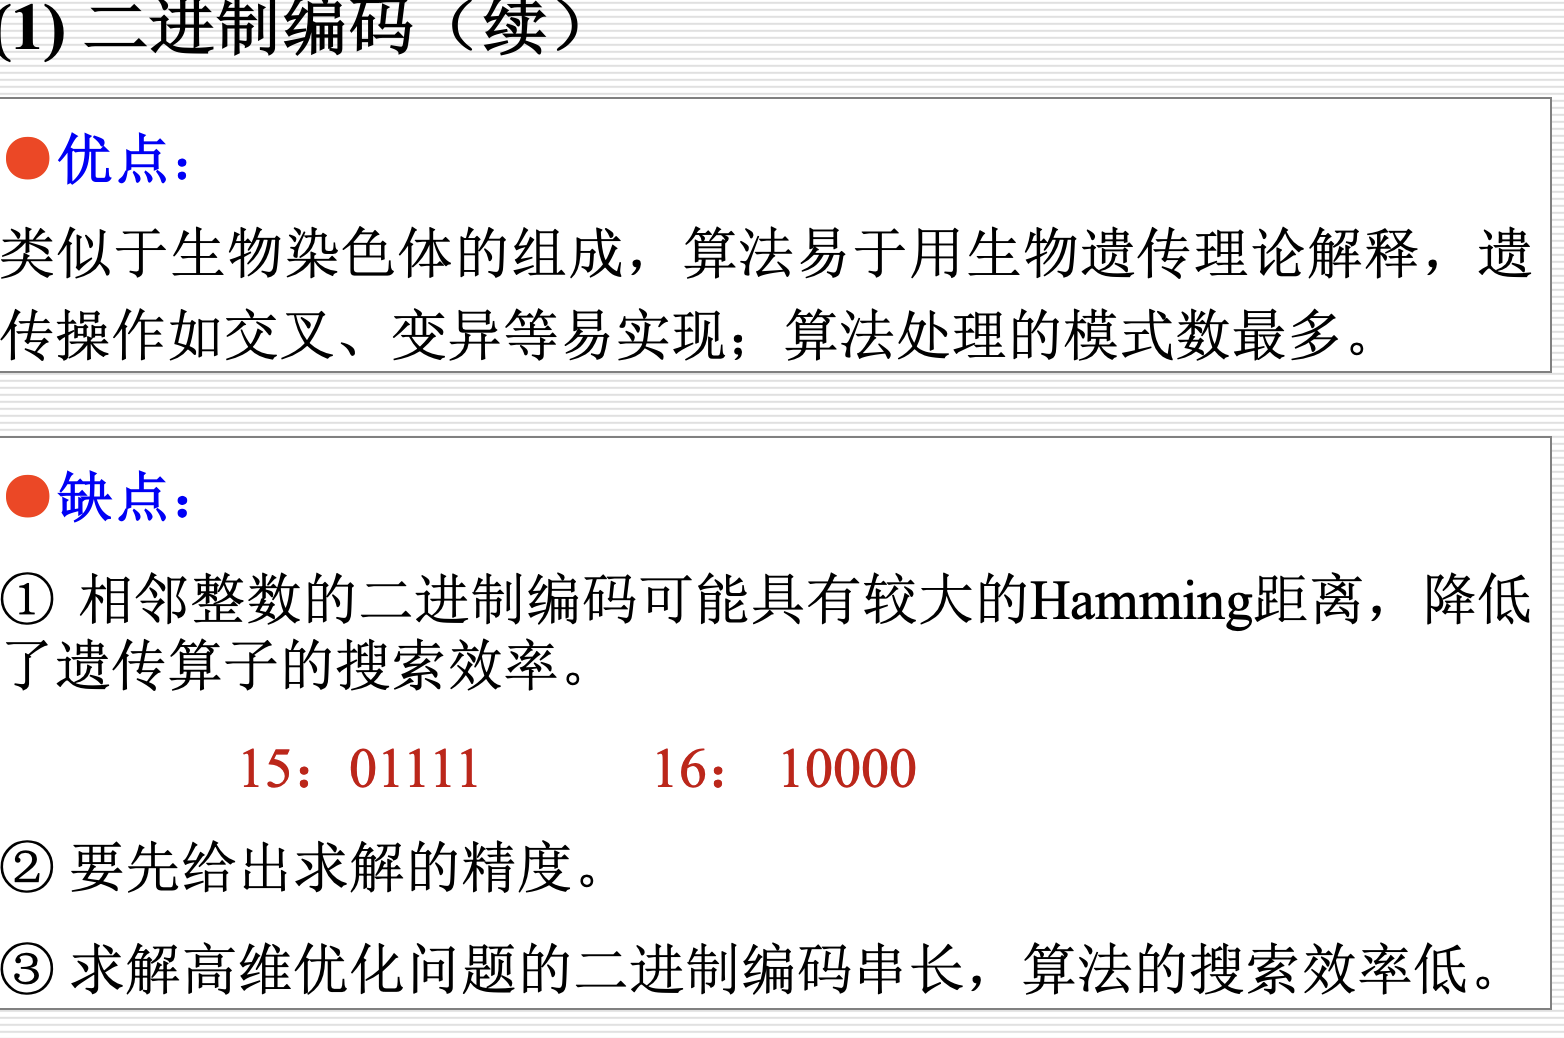 (1) 二进制编码（续）
●优点：
类似于生物染色体的组成，算法易于用生物遗传理论解释，遗
传操作如交叉、变异等易实现；算法处理的模式数最多。
●缺点：
① 相邻整数的二进制编码可能具有较大的Hamming距离，降低
了遗传算子的搜索效率。
15：01111 16： 10000
② 要先给出求解的精度。
③ 求解高维优化问题的二进制编码串长，算法的搜索效率低。